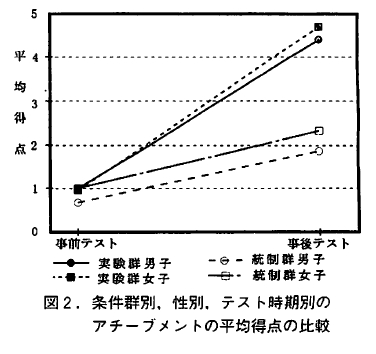 5
4
3
2
1
0
平均得点
事前テスト 事後テスト
実験群男子 統制群男子
実験群女子 統制群女子
図2．条件群別，性別，テスト時期別の
アチーブメントの平均得点の比較